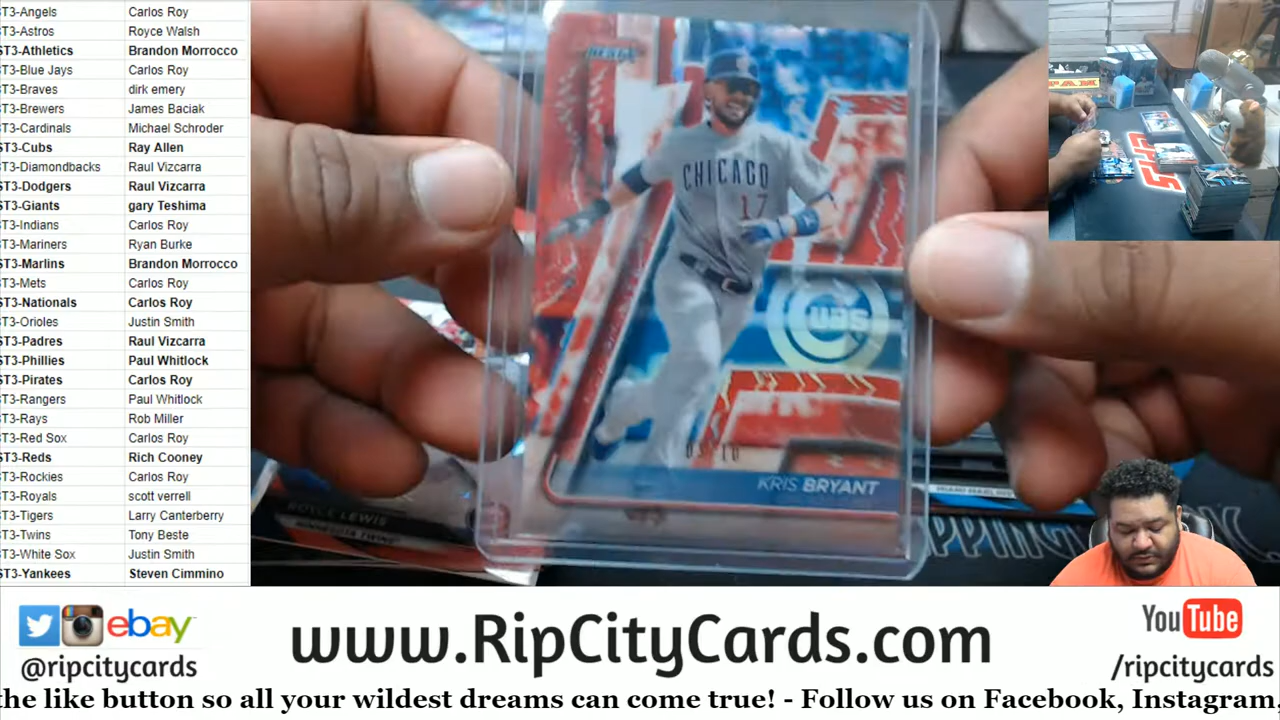 ST3-Angels Carlos Roy
ST3-Astros Royce Walsh
ST3-Athletics Brandon Morrocco
ST3-Blue Jays Carlos Roy
ST3-Braves dirk emery
ST3-Brewers James Baciak
ST3-Cardinals Michael Schroder
ST3-Cubs Ray Allen
ST3-Diamondbacks Raul Vizcarra
ST3-Dodgers Raul Vizcarra
ST3-Giants gary Teshima
ST3-Indians Carlos Roy
ST3-Mariners Ryan Burke
ST3-Marlins Brandon Morrocco
ST3-Mets Carlos Roy
ST3-Nationals Carlos Roy
ST3-Orioles Justin Smith
ST3-Padres Raul Vizcarra
ST3-Phillies Paul Whitlock
ST3-Pirates Carlos Roy
ST3-Rangers Paul Whitlock
ST3-Rays Rob Miller
ST3-Red Sox Carlos Roy
ST3-Reds Rich Cooney
ST3-Rockies Carlos Roy
ST3-Royals scott verrell
ST3-Tigers Larry Canterberry
ST3-Twins Tony Beste
ST3-White Sox Justin Smith
ST3-Yankees Steven Cimmino
CHICAGO
17
CUBS
KRIS BRYANT
ROYCE LEWIS
MINNESOTA TWINS
MIAMI MARLINS
ebay
@ripcitycards
www.RipCityCards.com
YouTube
/ripcitycards
the like button so all your wildest dreams can come true! - Follow us on Facebook, Instagram,